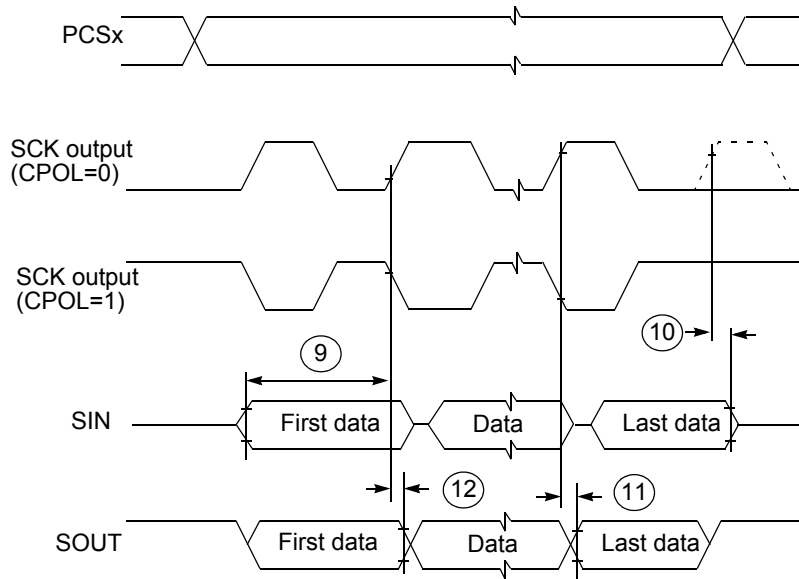 PCSx
SCK output
(CPOL=0)
SCK output
(CPOL=1)
9
10
SIN
First data
Data
Last data
12
11
SOUT
First data
Data
Last data